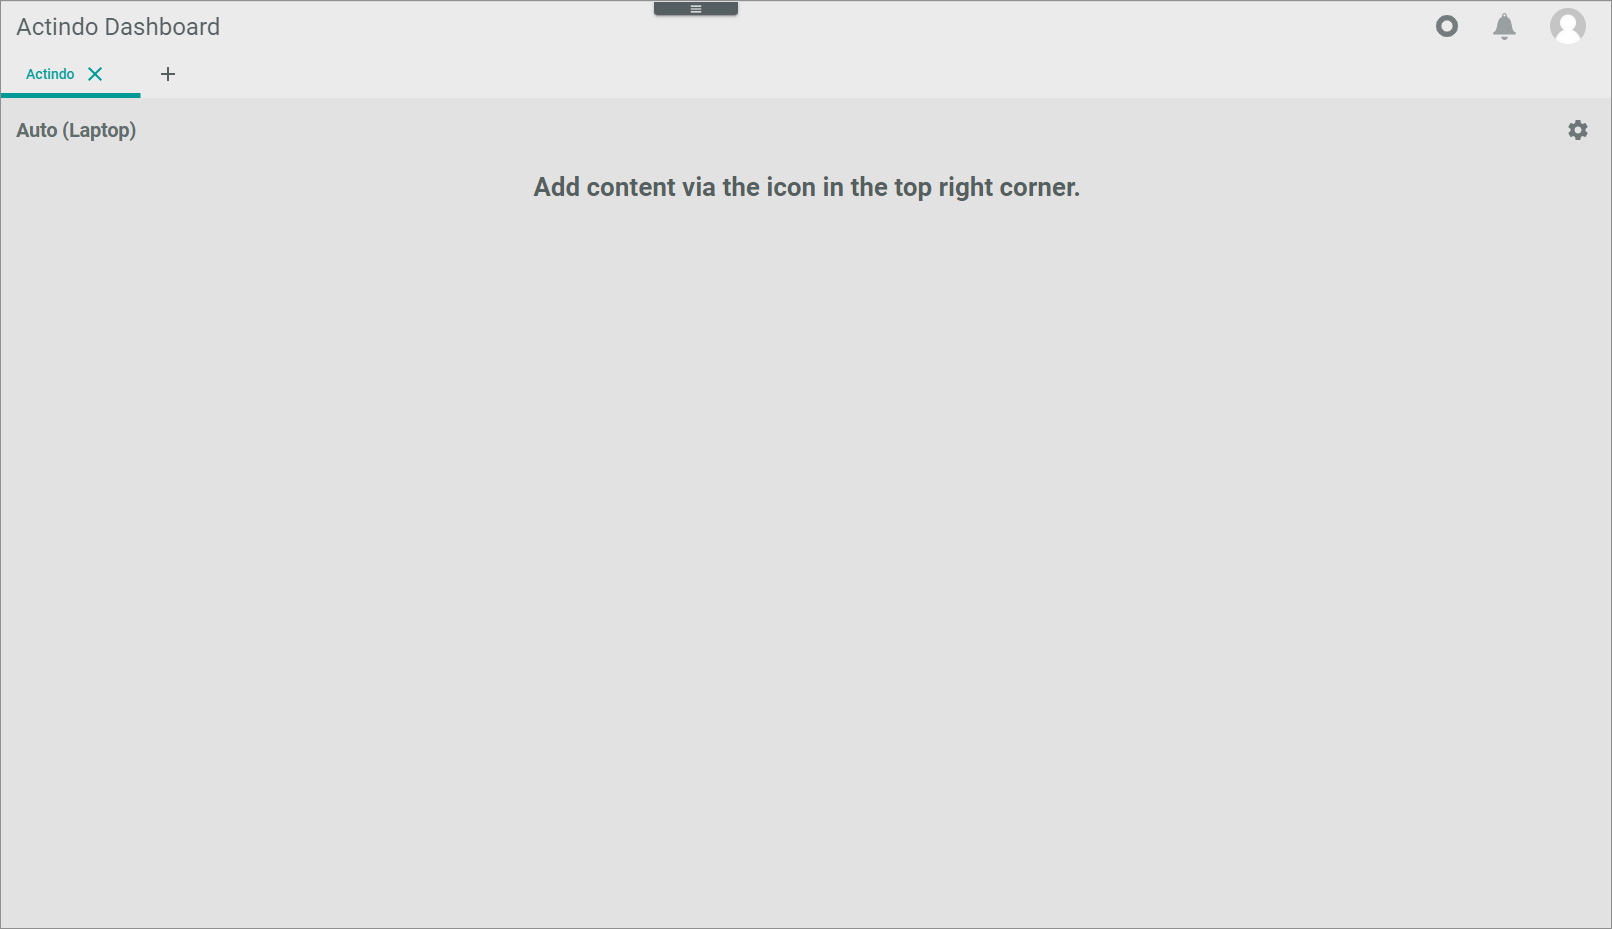 Actindo Dashboard
Actindo
Auto (Laptop)
Add content via the icon in the top right corner.